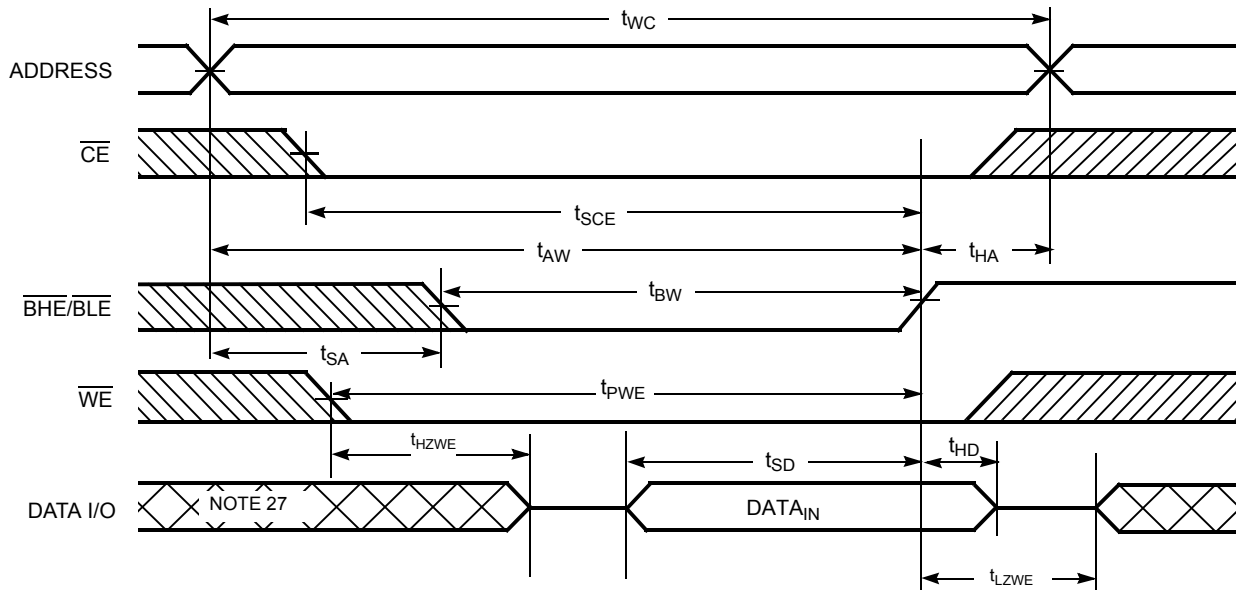 tWC
ADDRESS
CE
tSCE
tAW
tHA
BHE/BLE
tBW
tSA
WE
tPWE
tHZWE
tSD
tHD
DATA I/O
NOTE 27
DATAIN
tLZWE